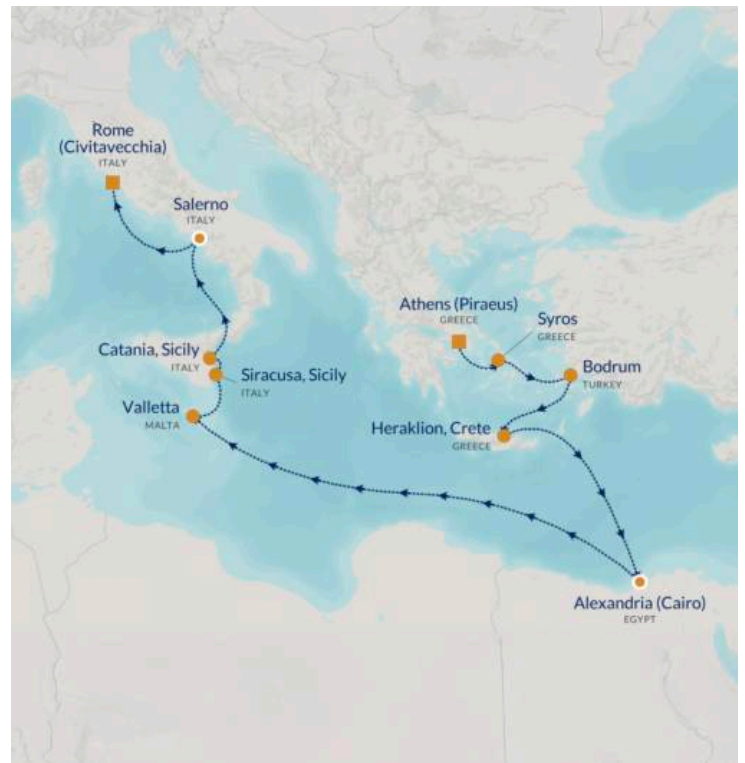 Rome
(Civitavecchia)
ITALY
Salerno
ITALY
Athens (Piraeus)
GREECE
Syros
GREECE
Catania, Sicily
ITALY
Siracusa, Sicily
ITALY
Bodrum
TURKEY
Valletta
MALTA
Heraklion, Crete
GREECE
Alexandria (Cairo)
EGYPT